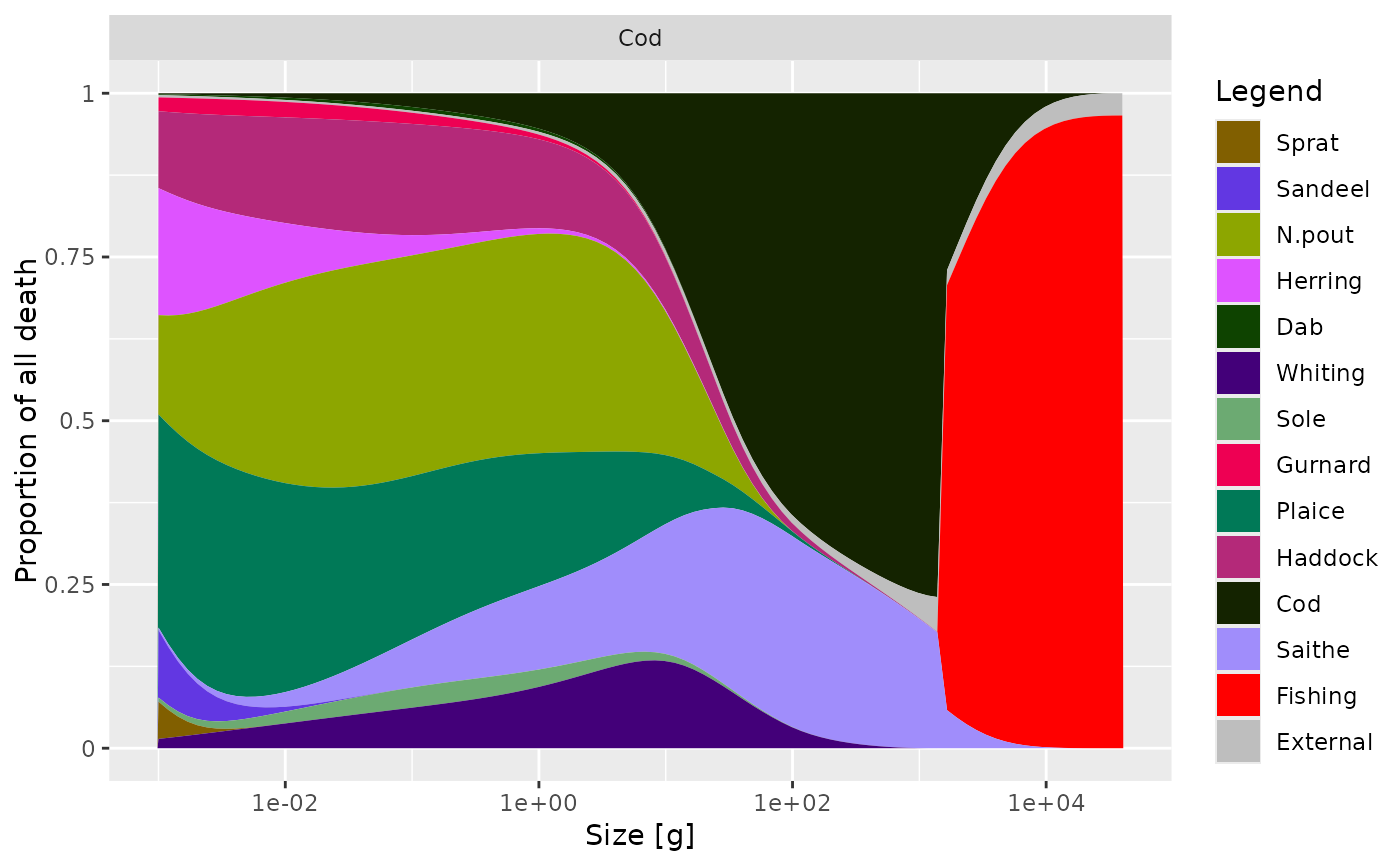 Cod
Proportion of all death
1
0.75
0.5
0.25
0
1e-02
1e+00
1e+02
1e+04
Size [g]
Legend
Sprat
Sandeel
N.pout
Herring
Dab
Whiting
Sole
Gurnard
Plaice
Haddock
Cod
Saithe
Fishing
External